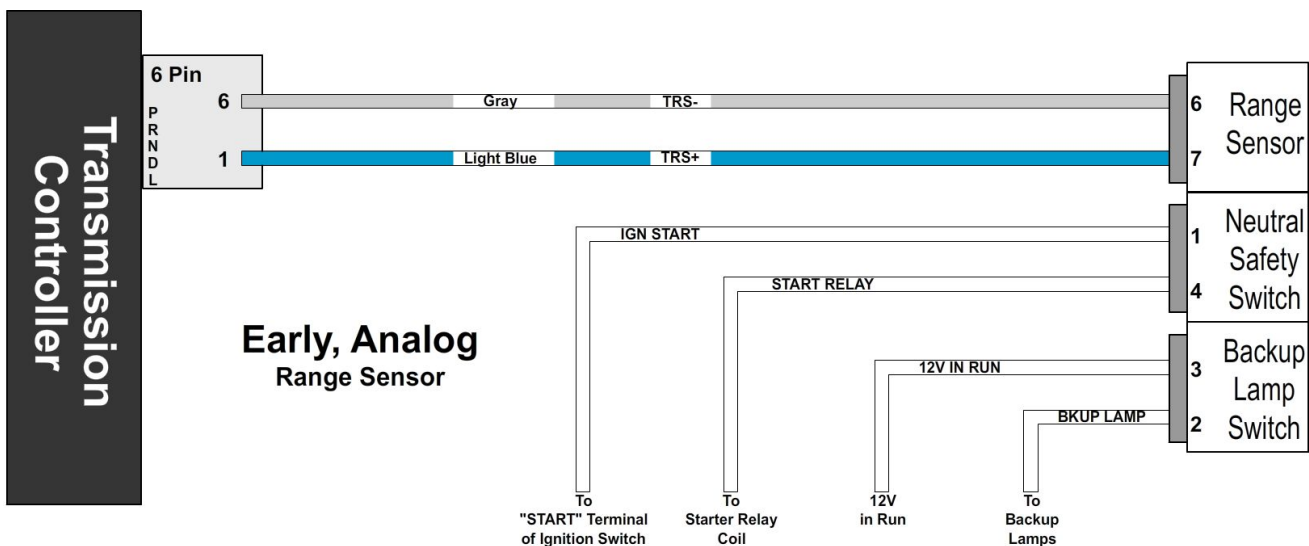 Transmission
Controller
6 Pin
PRNDL
6
Gray
TRS-
6
1
Light Blue
TRS+
7
Range
Sensor
IGN START
1
START RELAY
4
Neutral
Safety
Switch
12V IN RUN
3
BKUP LAMP
2
Backup
Lamp
Switch
Early, Analog
Range Sensor
To
"START" Terminal
of Ignition Switch
To
Starter Relay
Coil
12V
in Run
To
Backup
Lamps